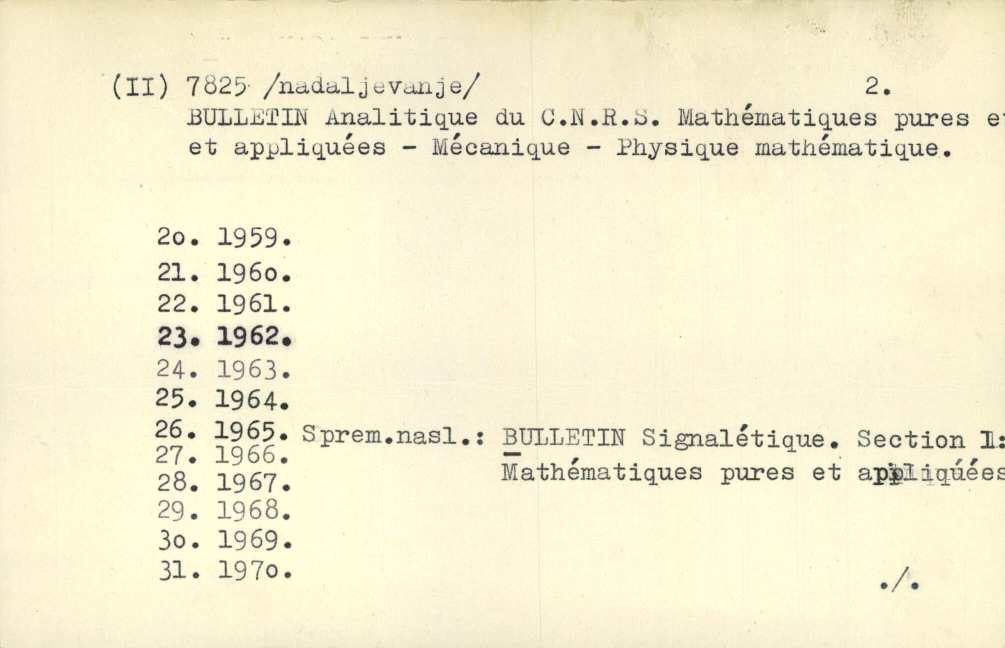 (II) 7825 /nadaljevanje/ 2.
BULLETIN Analitique du C.N.R.S. Mathématiques pures et
et appliquées - Mécanique - Physique mathématique.
2o. 1959.
21. 196o.
22. 1961.
23. 1962.
24. 1963.
25. 1964.
26. 1965. Sprem.nasl.: BULLETIN Signalétique. Section 1:
27. 1966.
Mathématiques pures et appliquées
28. 1967.
29. 1968.
3o. 1969.
31. 197o.
./.